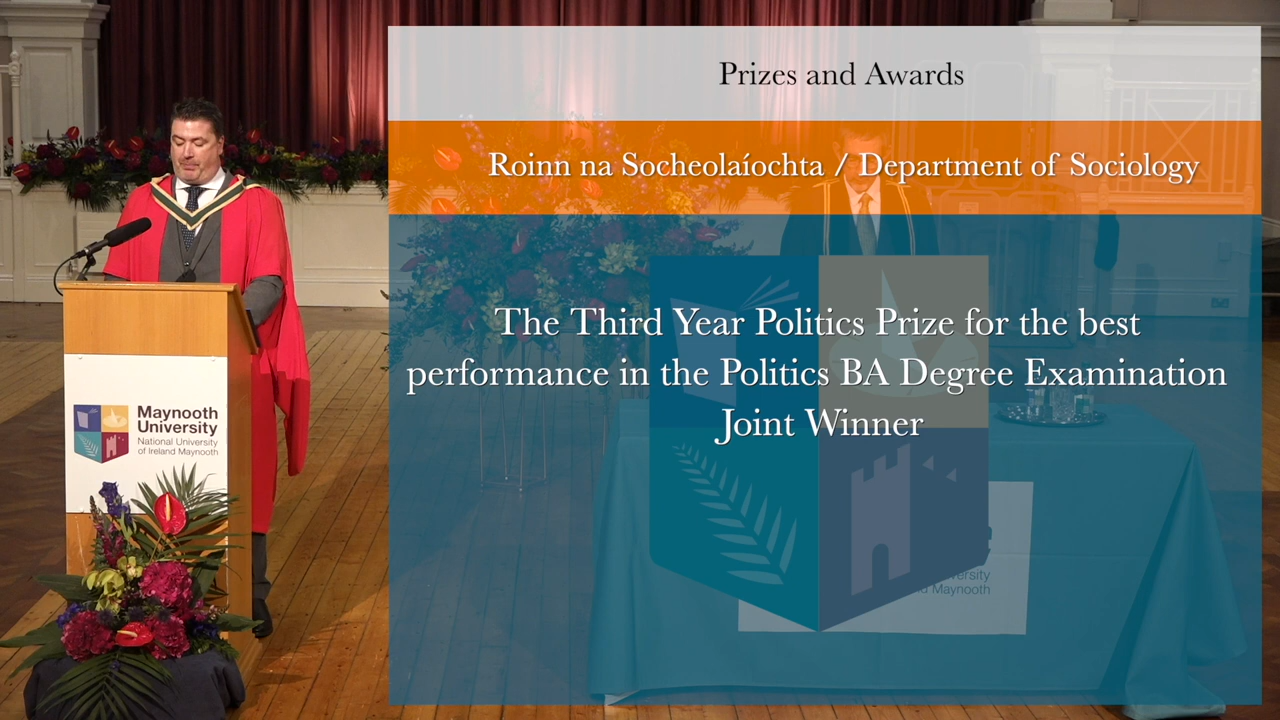 Prizes and Awards
Roinn na Socheolaíochta / Department of Sociology
The Third Year Politics Prize for the best
performance in the Politics BA Degree Examination
Joint Winner
Maynooth
University
National University
of Ireland Maynooth
Maynooth